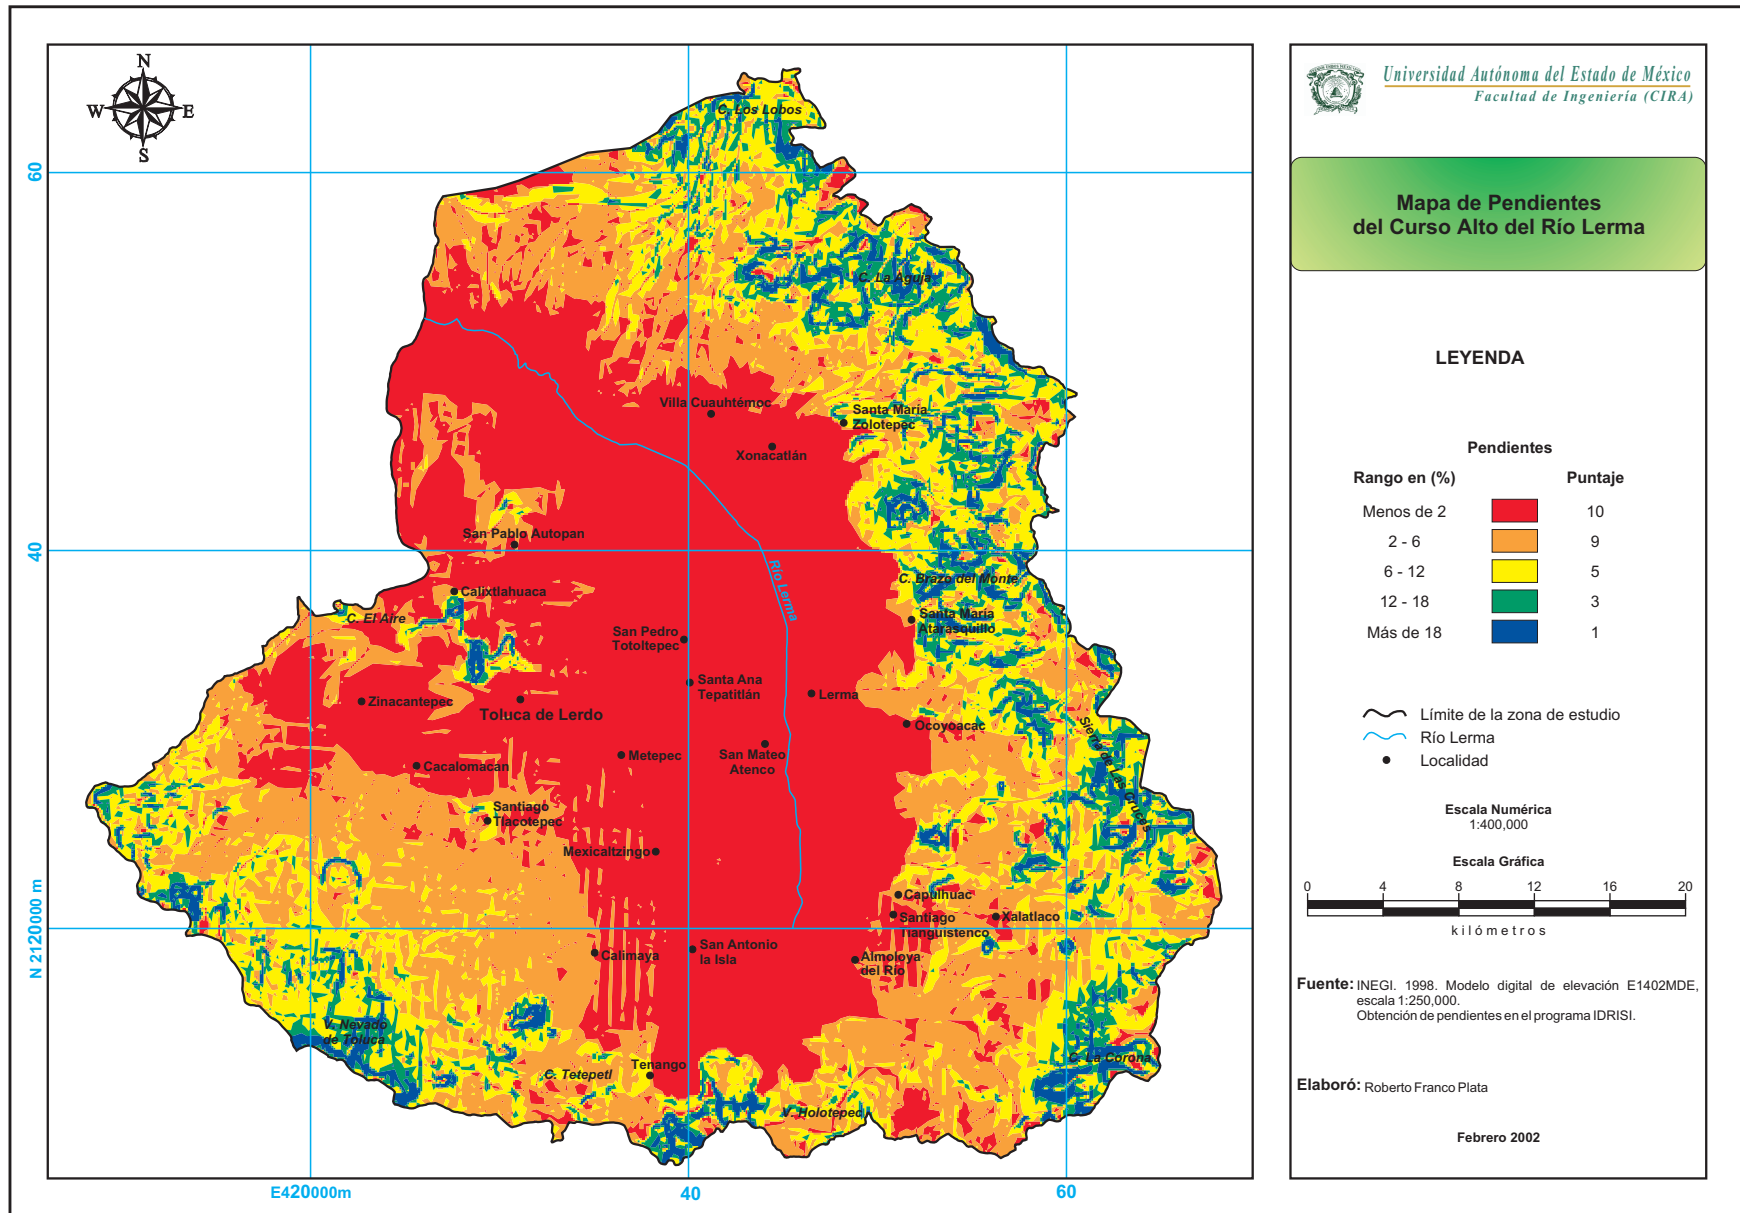 N
W
E
S
60
40
N 2120000 m
E420000m
40
60
C. Los Lobos
C. La Aguja
Villa Cuauhtémoc
Santa María
Zolotepec
Xonacatlán
San Pablo Autopan
Río Lerma
C. Brazo del Monte
Calixtlahuaca
C. El Aire
Santa María
Atarasquillo
San Pedro
Totoltepec
Santa Ana
Tepatitlán
Lerma
Zinacantepec
Toluca de Lerdo
Ocoyoacac
Sierra de Las Cruces
Metepec
San Mateo
Atenco
Cacalomacán
Santiago
Tlacotepec
Mexicaltzingo
Capulhuac
Santiago
Tianguistenco
Xalatlaco
Calimaya
San Antonio
la Isla
Almoloya
del Río
V. Nevado
de Toluca
C. La Corona
Tenango
C. Tetepetl
V. Holotepec
Universidad Autónoma del Estado de México
Facultad de Ingeniería (CIRA)
Mapa de Pendientes
del Curso Alto del Río Lerma
LEYENDA
Pendientes
Rango en (%) Puntaje
Menos de 2 10
2 - 6 9
6 - 12 5
12 - 18 3
Más de 18 1
Límite de la zona de estudio
Río Lerma
Localidad
Escala Numérica
1:400,000
Escala Gráfica
0 4 8 12 16 20
kilómetros
Fuente: INEGI. 1998. Modelo digital de elevación E1402MDE,
escala 1:250,000.
Obtención de pendientes en el programa IDRISI.
Elaboró: Roberto Franco Plata
Febrero 2002